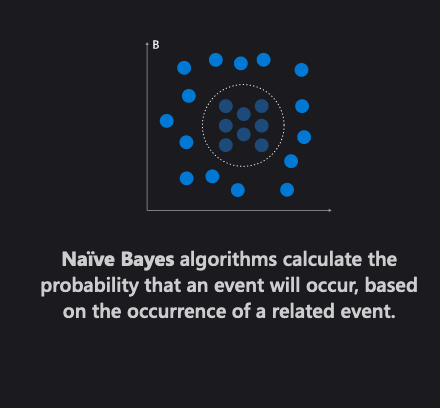 B
Naïve Bayes algorithms calculate the
probability that an event will occur, based
on the occurrence of a related event.